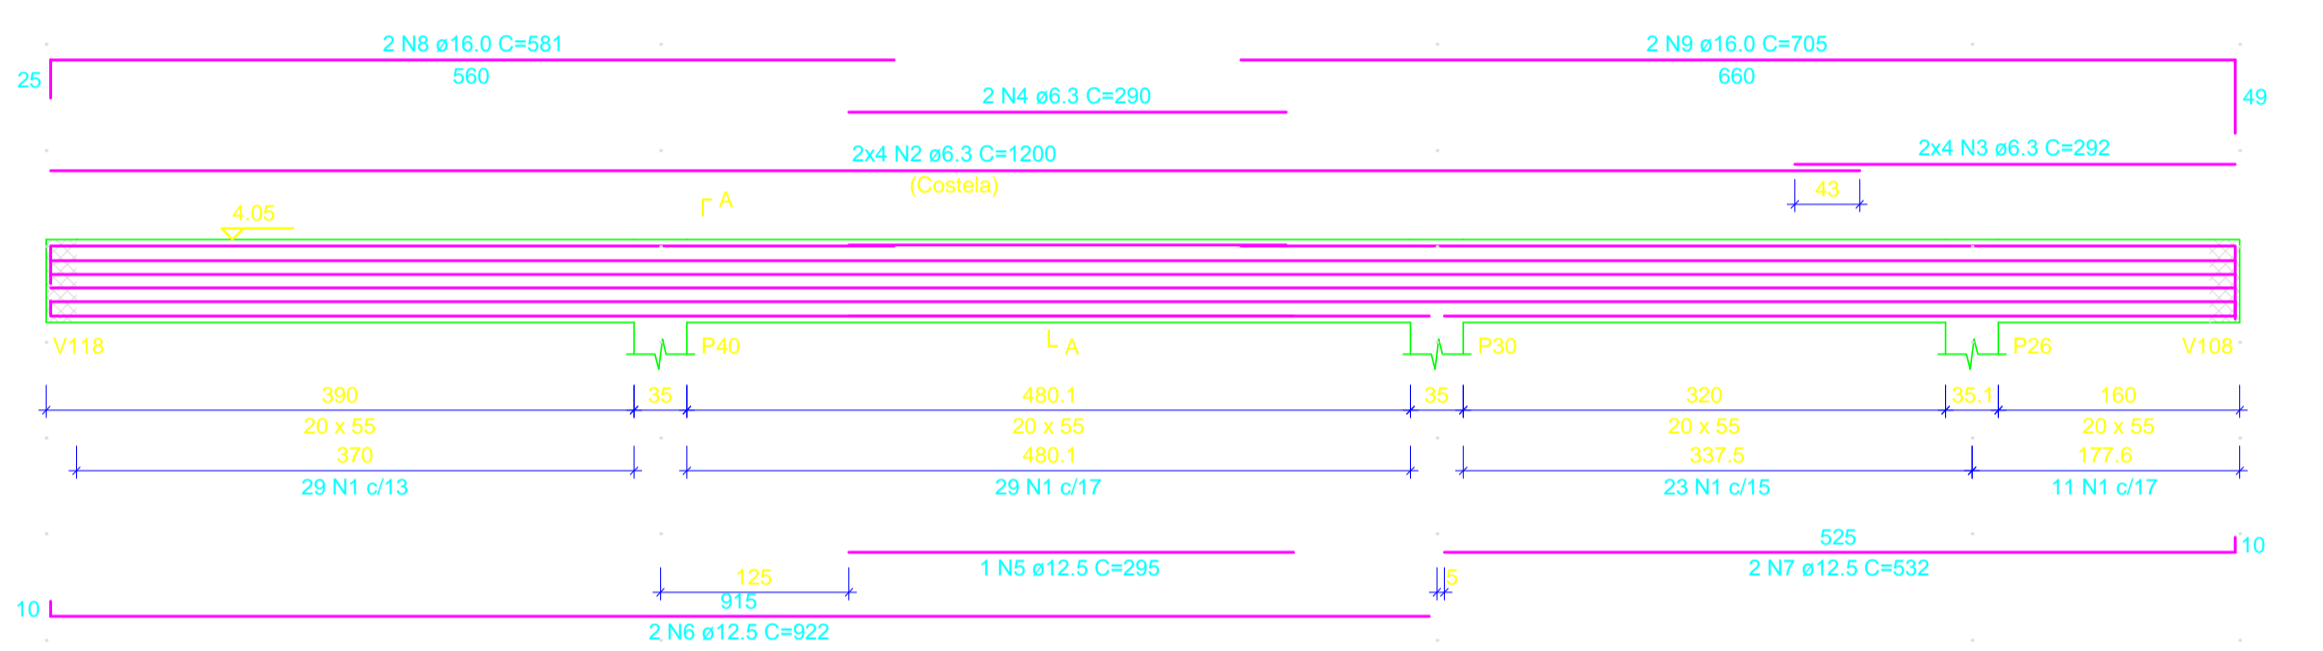 2 N8 ø16.0 C=581
2 N9 ø16.0 C=705
25
560
660
2 N4 ø6.3 C=290
49
2x4 N2 ø6.3 C=1200
2x4 N3 ø6.3 C=292
(Costela)
43
A
4.05
V118
P40
A
P30
P26
V108
390
35
480.1
35
320
35.1
160
20 x 55
20 x 55
20 x 55
20 x 55
370
480.1
337.5
177.6
29 N1 c/13
29 N1 c/17
23 N1 c/15
11 N1 c/17
525
10
125
1 N5 ø12.5 C=295
5
2 N7 ø12.5 C=532
915
10
2 N6 ø12.5 C=922